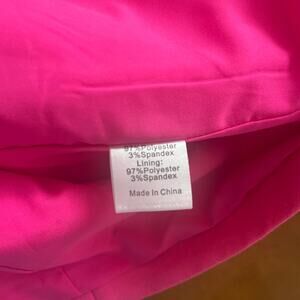 97%Polyester
3%Spandex
Lining:
97%Polyester
3%Spandex
Made In China